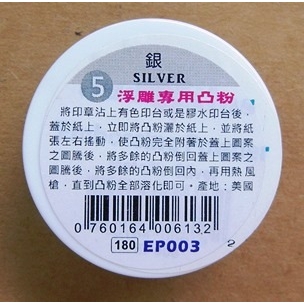 銀
SILVER
5
浮雕專用凸粉
將印章沾上有色印台或是膠水印台後,
蓋於紙上,立即將凸粉灑於紙上,並將紙
張左右搖動,使凸粉完全附著於蓋上圖案
之圖騰後,將多餘的凸粉倒回蓋上圖案
之圖騰後,將多餘的凸粉倒回,再用熱風
槍,直到凸粉全部溶化即可。產地:美國
0 760164 00613 2
180 EP003
2